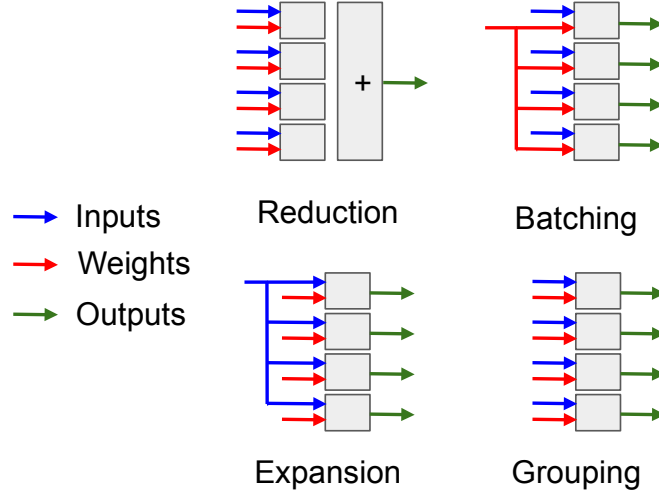 +
Reduction
Batching
Inputs
Weights
Outputs
Expansion
Grouping